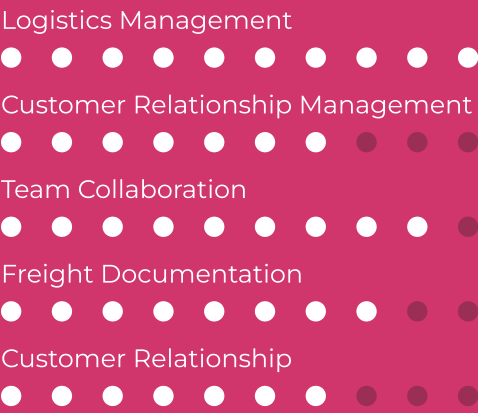 Logistics Management
Customer Relationship Management
Team Collaboration
Freight Documentation
Customer Relationship